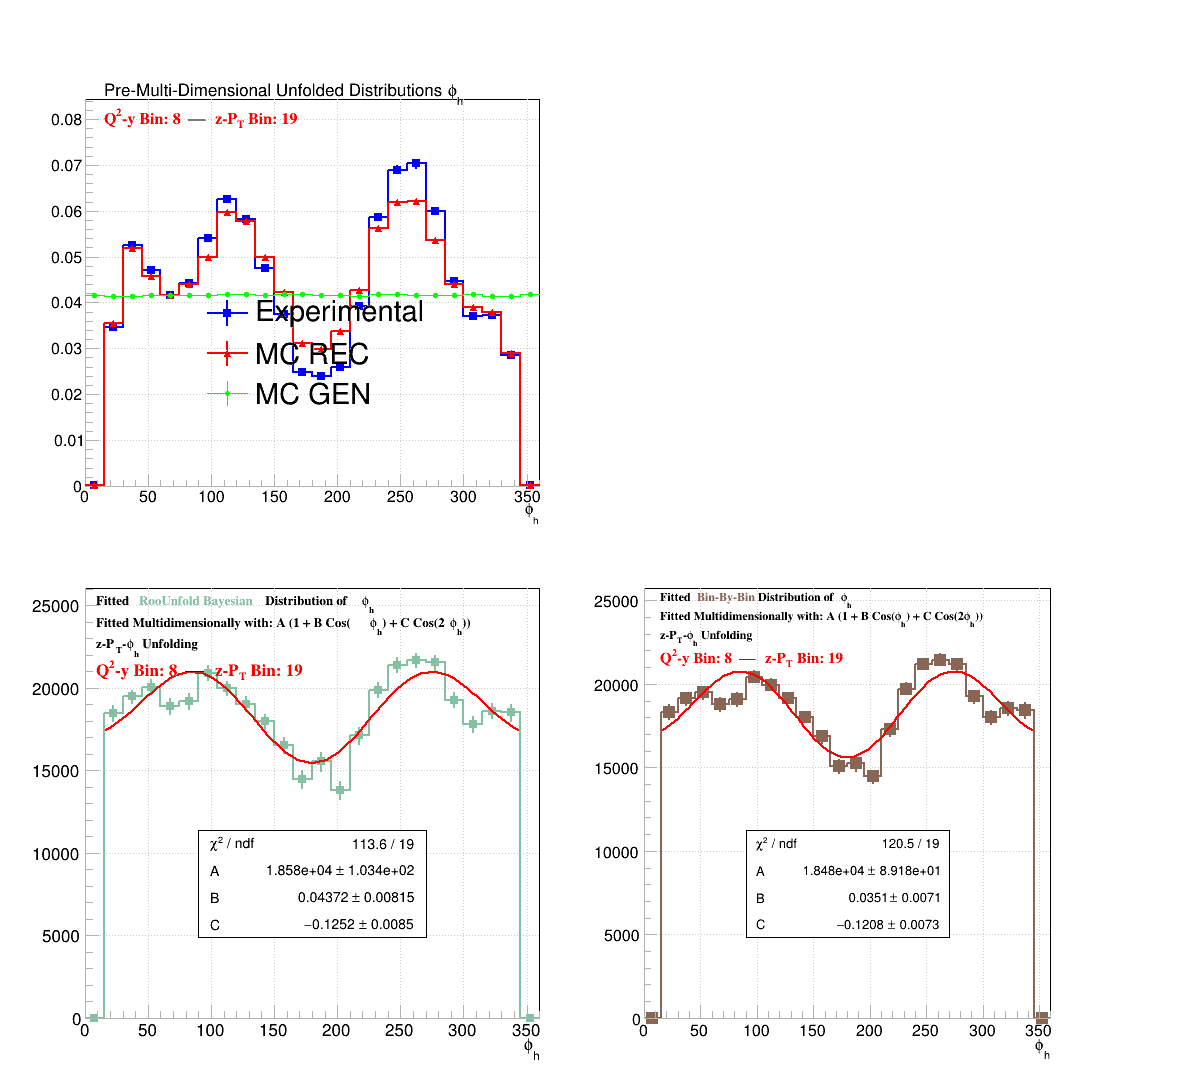 Pre-Multi-Dimensional Unfolded Distributions ϕh
Q²-y Bin: 8 — z-PT Bin: 19
0.08
0.07
0.06
0.05
0.04
0.03
0.02
0.01
0
Experimental
MC REC
MC GEN
0 50 100 150 200 250 300 350
ϕh
Fitted RooUnfold Bayesian Distribution of ϕh
Fitted Multidimensionally with: A (1 + B Cos( ϕh) + C Cos(2 ϕh))
z-PT-ϕh Unfolding
Q²-y Bin: 8 — z-PT Bin: 19
25000
20000
15000
10000
5000
0
χ² / ndf 113.6 / 19
A 1.858e+04 ± 1.034e+02
B 0.04372 ± 0.00815
C −0.1252 ± 0.0085
0 50 100 150 200 250 300 350
ϕh
Fitted Bin-By-Bin Distribution of ϕh
Fitted Multidimensionally with: A (1 + B Cos(ϕh) + C Cos(2ϕh))
z-PT-ϕh Unfolding
Q²-y Bin: 8 — z-PT Bin: 19
25000
20000
15000
10000
5000
0
χ² / ndf 120.5 / 19
A 1.848e+04 ± 8.918e+01
B 0.0351 ± 0.0071
C −0.1208 ± 0.0073
0 50 100 150 200 250 300 350
ϕh